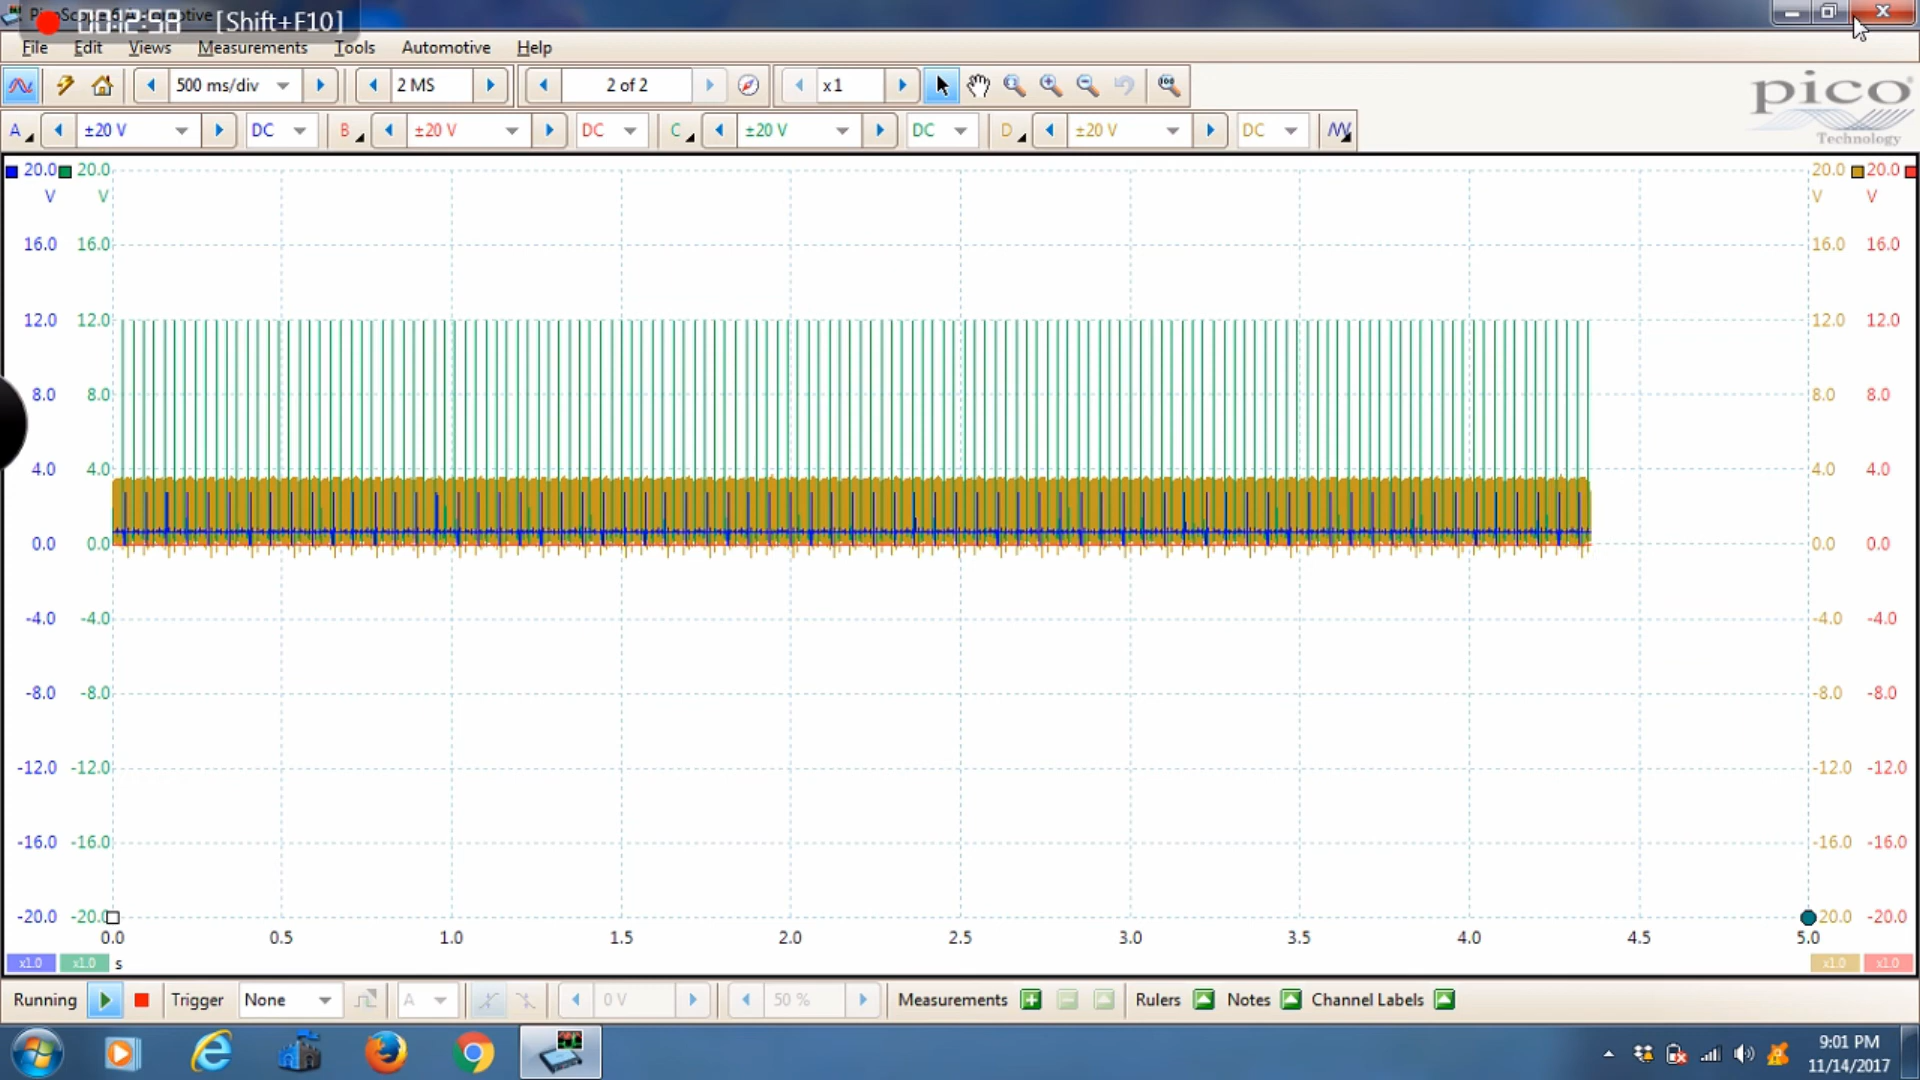 PicoScope 6 Automotive
00:12:58 [Shift+F10]
File Edit Views Measurements Tools Automotive Help
500 ms/div 2 MS 2 of 2 x1
pico
Technology
A ±20 V DC B ±20 V DC C ±20 V DC D ±20 V DC
20.0 20.0 20.0 20.0
V V V V
16.0 16.0 16.0 16.0
12.0 12.0 12.0 12.0
8.0 8.0 8.0 8.0
4.0 4.0 4.0 4.0
0.0 0.0 0.0 0.0
-4.0 -4.0 -4.0 -4.0
-8.0 -8.0 -8.0 -8.0
-12.0 -12.0 -12.0 -12.0
-16.0 -16.0 -16.0 -16.0
-20.0 -20.0 20.0 -20.0
0.0 0.5 1.0 1.5 2.0 2.5 3.0 3.5 4.0 4.5 5.0
x1.0 x1.0 s x1.0 x1.0
Running Trigger None A 0 V 50 % Measurements Rulers Notes Channel Labels
9:01 PM
11/14/2017